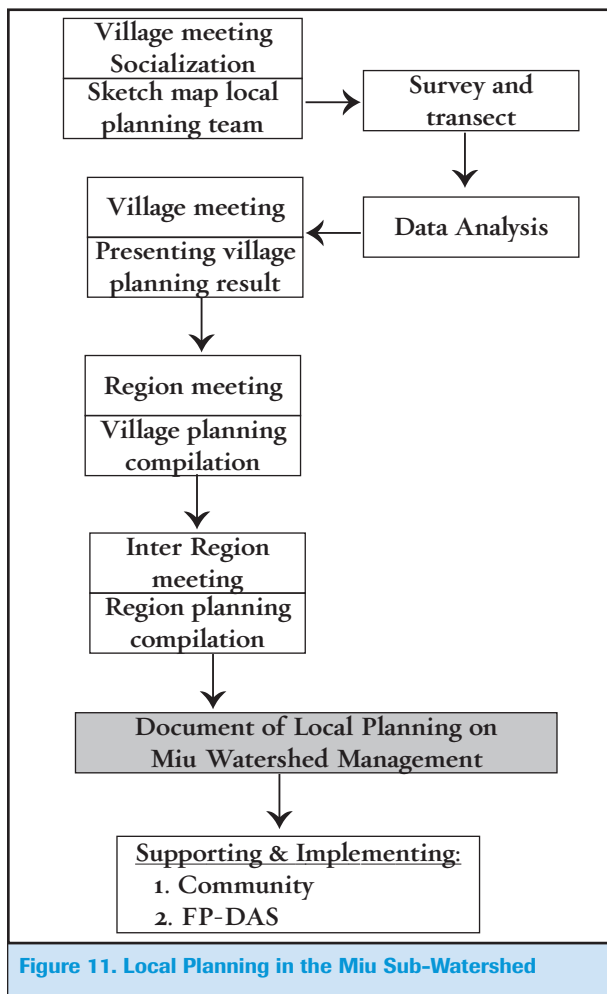 Village meeting
Socialization
Sketch map local
planning team
Survey and
transect
Data Analysis
Village meeting
Presenting village
planning result
Region meeting
Village planning
compilation
Inter Region
meeting
Region planning
compilation
Document of Local Planning on
Miu Watershed Management
Supporting & Implementing:
1. Community
2. FP-DAS
Figure 11. Local Planning in the Miu Sub-Watershed